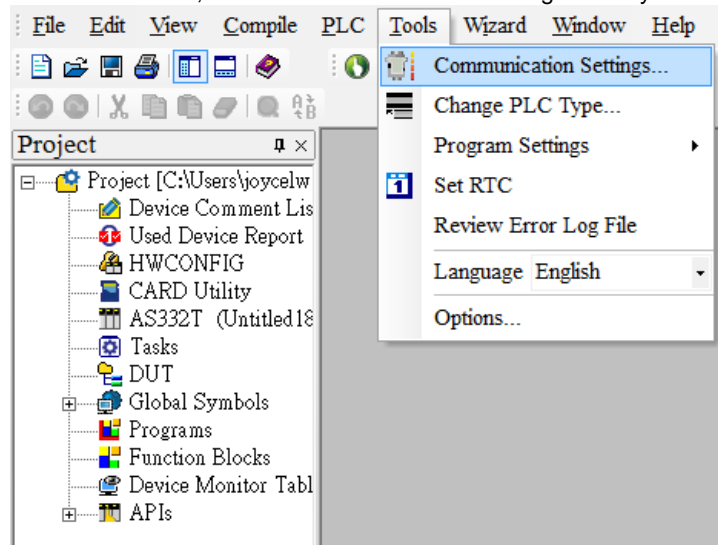 File Edit View Compile PLC Tools Wizard Window Help
Communication Settings...
Change PLC Type...
Program Settings
Set RTC
Review Error Log File
Language English
Options...
Project
Project [C:\Users\joycelw
Device Comment Lis
Used Device Report
HWCONFIG
CARD Utility
AS332T (Untitled18
Tasks
DUT
Global Symbols
Programs
Function Blocks
Device Monitor Tabl
APIs